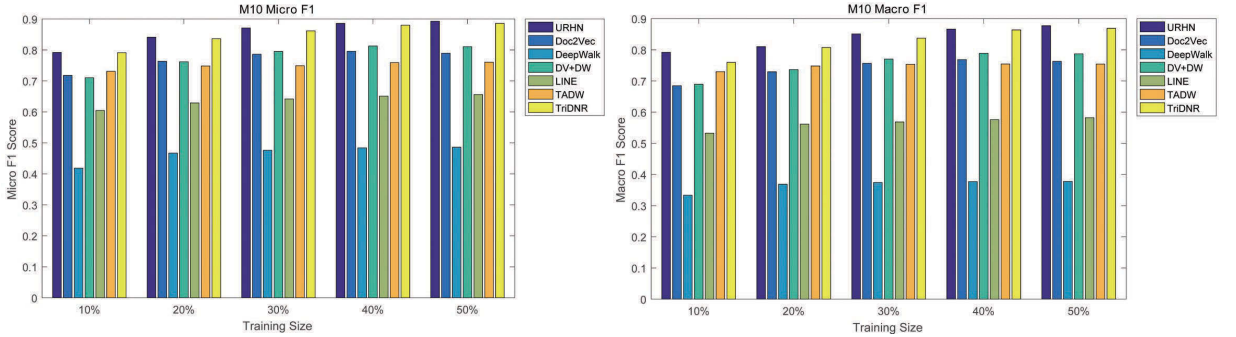 M10 Micro F1
0.9
0.8
0.7
0.6
0.5
0.4
0.3
0.2
0.1
0
Micro F1 Score
10% 20% 30% 40% 50%
Training Size
URHN
Doc2Vec
DeepWalk
DV+DW
LINE
TADW
TriDNR
M10 Macro F1
0.9
0.8
0.7
0.6
0.5
0.4
0.3
0.2
0.1
0
Macro F1 Score
10% 20% 30% 40% 50%
Training Size
URHN
Doc2Vec
DeepWalk
DV+DW
LINE
TADW
TriDNR